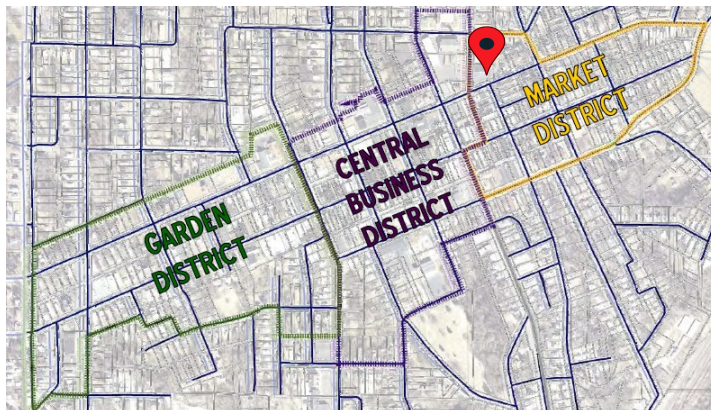 GARDEN
DISTRICT
CENTRAL
BUSINESS
DISTRICT
MARKET
DISTRICT